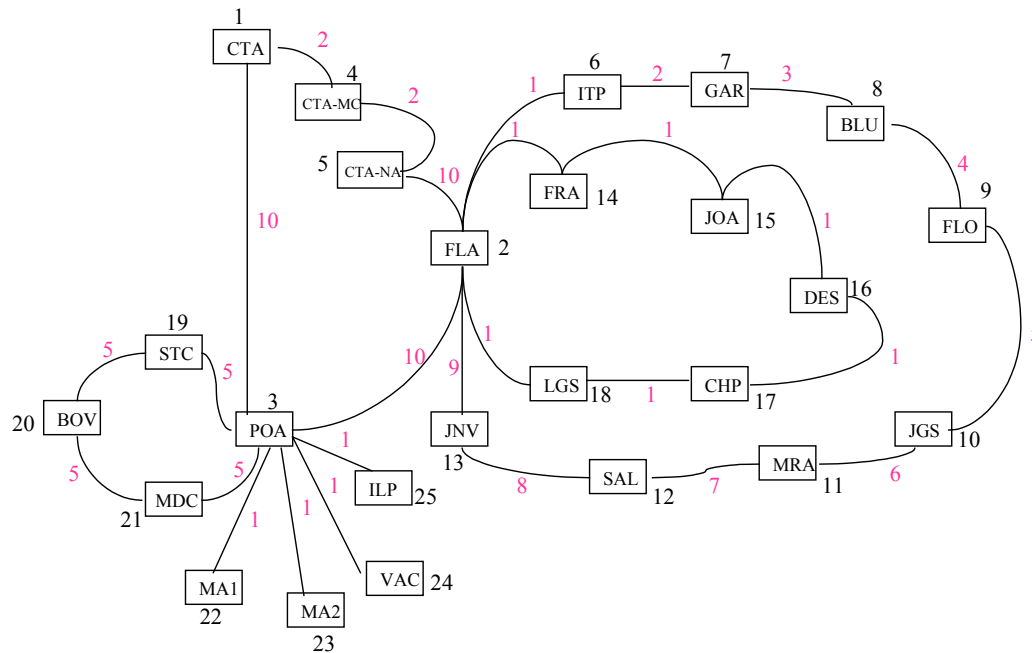 1
CTA
2
4
CTA-MC
2
5
CTA-NA
10
6
ITP
1
2
7
GAR
3
8
BLU
4
9
FLO
1
FRA
14
1
JOA
15
1
DES
16
1
FLA
2
10
19
STC
5
5
20
BOV
5
5
21
MDC
3
POA
10
9
1
LGS
18
1
CHP
17
JNV
13
8
SAL
12
7
MRA
11
6
JGS
10
1
ILP
25
1
VAC
24
1
MA2
23
1
MA1
22